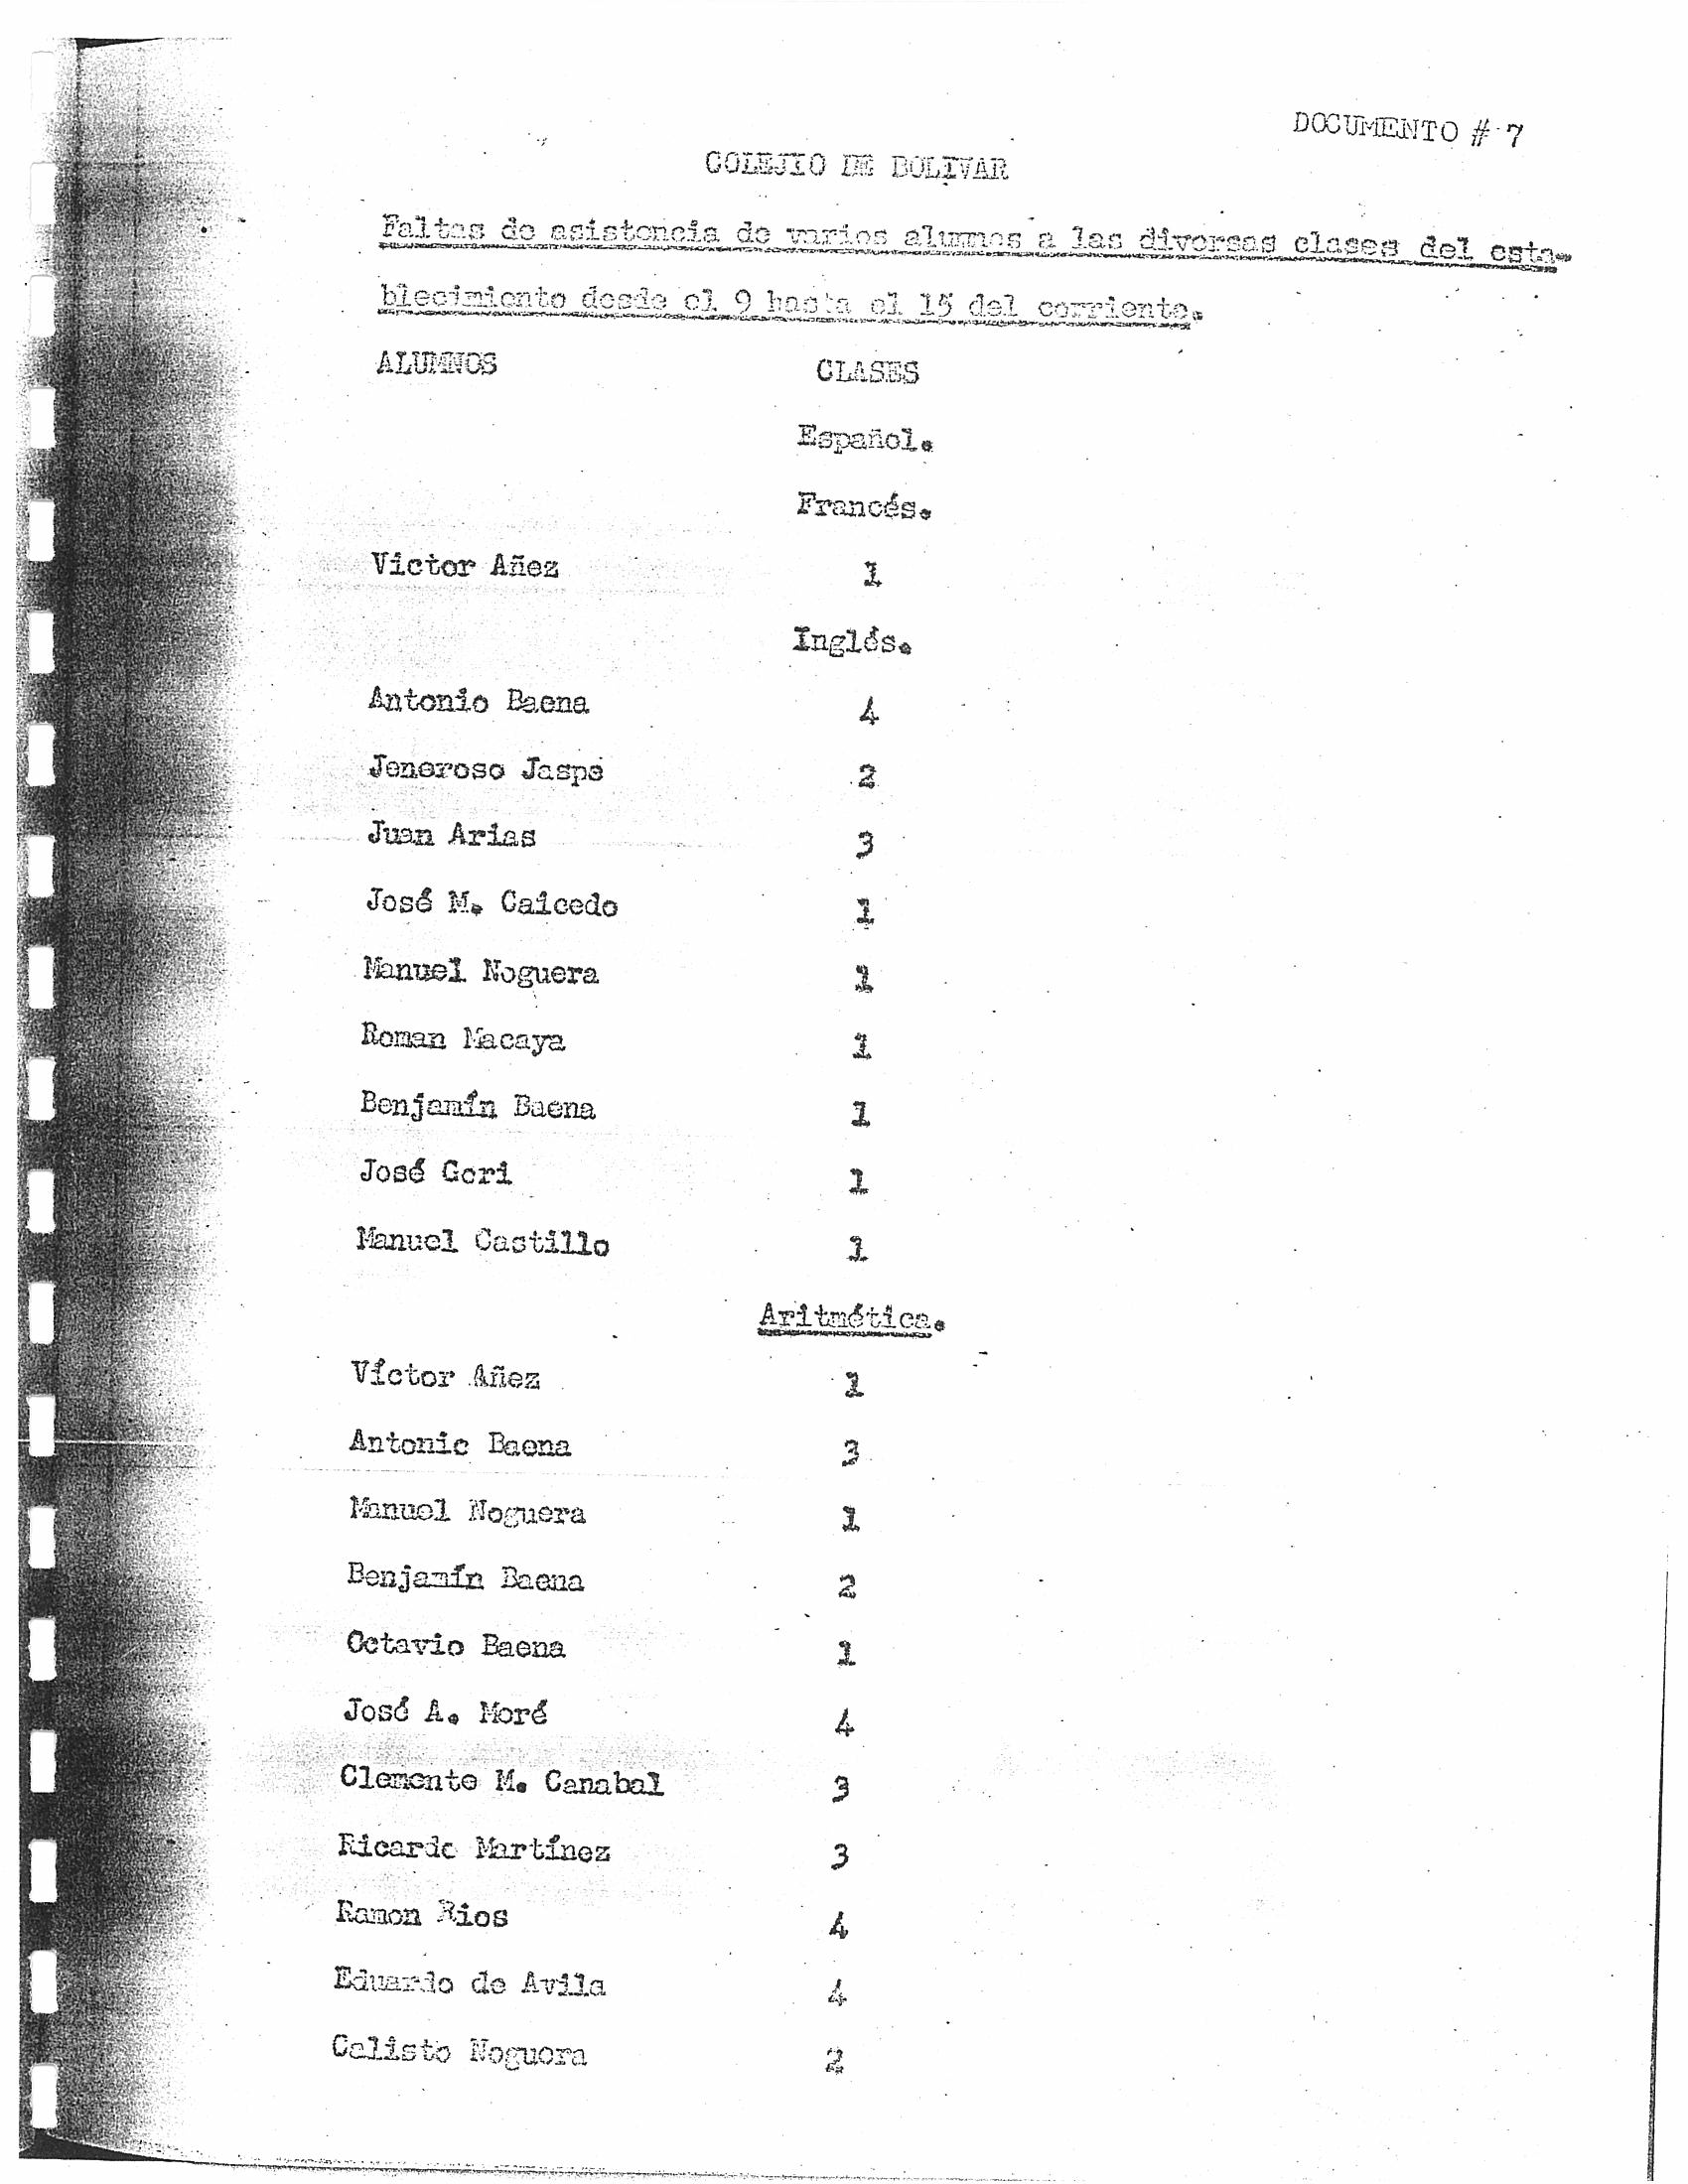 DOCUMENTO # 7
COLEJIO DE BOLIVAR
Faltas de asistencia de varios alumnos a las diversas clases del esta-
blecimiento desde el 9 hasta el 15 del corriente.
ALUMNOS CLASES
Español.
Francés.
Victor Añez 1
Inglés.
Antonio Baena 4
Jeneroso Jaspe 2
Juan Arias 3
José M. Caicedo 1
Manuel Noguera 1
Roman Macaya 1
Benjamín Baena 1
José Gori 1
Manuel Castillo 1
Aritmética.
Víctor Añez 1
Antonio Baena 3
Manuel Noguera 1
Benjamín Baena 2
Octavio Baena 1
José A. Moré 4
Clemente M. Canabal 3
Ricardo Martínez 3
Ramon Rios 4
Eduardo de Avila 4
Calisto Noguera 2